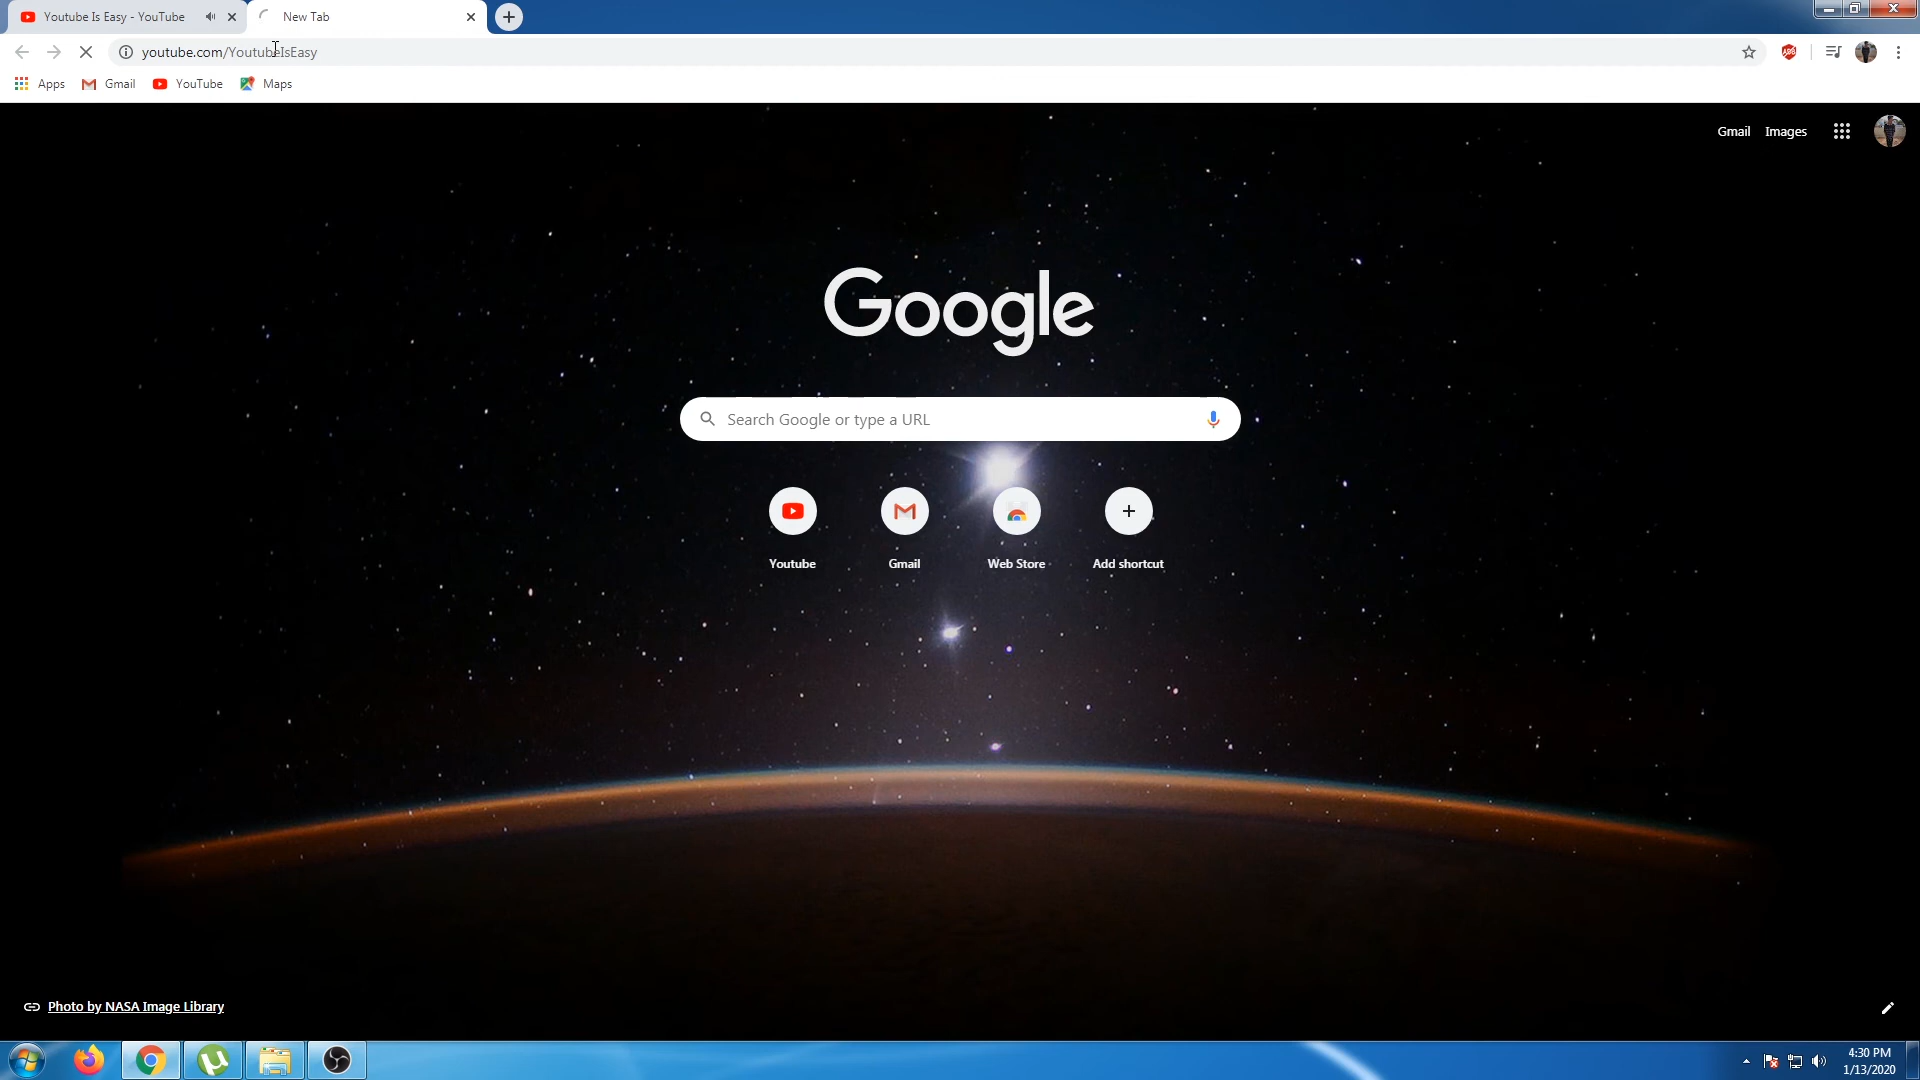 Youtube Is Easy - YouTube
New Tab
youtube.com/YoutubeIsEasy
Apps
Gmail
YouTube
Maps
Gmail
Images
Google
Search Google or type a URL
Youtube
Gmail
Web Store
Add shortcut
Photo by NASA Image Library
4:30 PM
1/13/2020